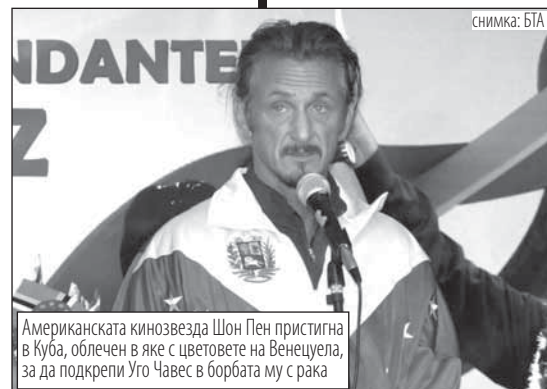 снимка: БТА
NDANTE
Z
Американската кинозвезда Шон Пен пристигна
в Куба, облечен в яке с цветовете на Венецуела,
за да подкрепи Уго Чавес в борбата му с рака